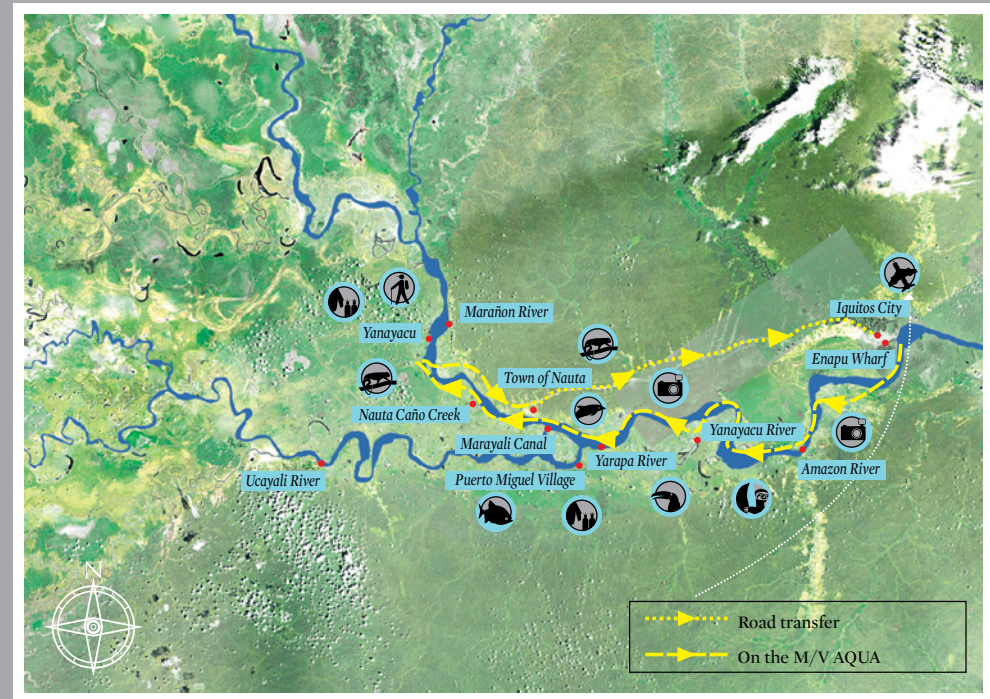 Iquitos City
Marañon River
Yanayacu
Enapu Wharf
Town of Nauta
Nauta Caño Creek
Yanayacu River
Marayali Canal
Yarapa River
Amazon River
Ucayali River
Puerto Miguel Village
N
Road transfer
On the M/V AQUA